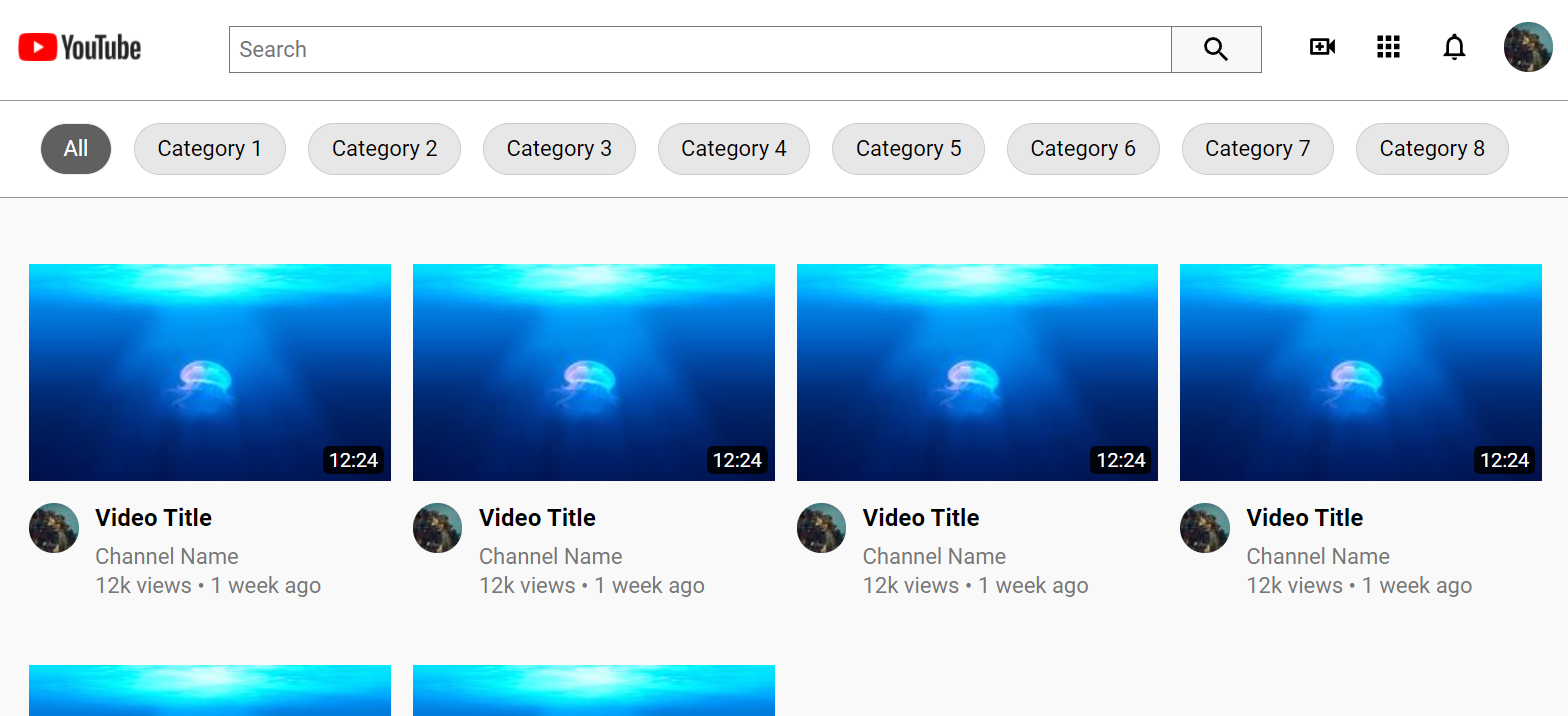 YouTube
Search
All Category 1 Category 2 Category 3 Category 4 Category 5 Category 6 Category 7 Category 8
12:24 12:24 12:24 12:24
Video Title Video Title Video Title Video Title
Channel Name Channel Name Channel Name Channel Name
12k views • 1 week ago 12k views • 1 week ago 12k views • 1 week ago 12k views • 1 week ago